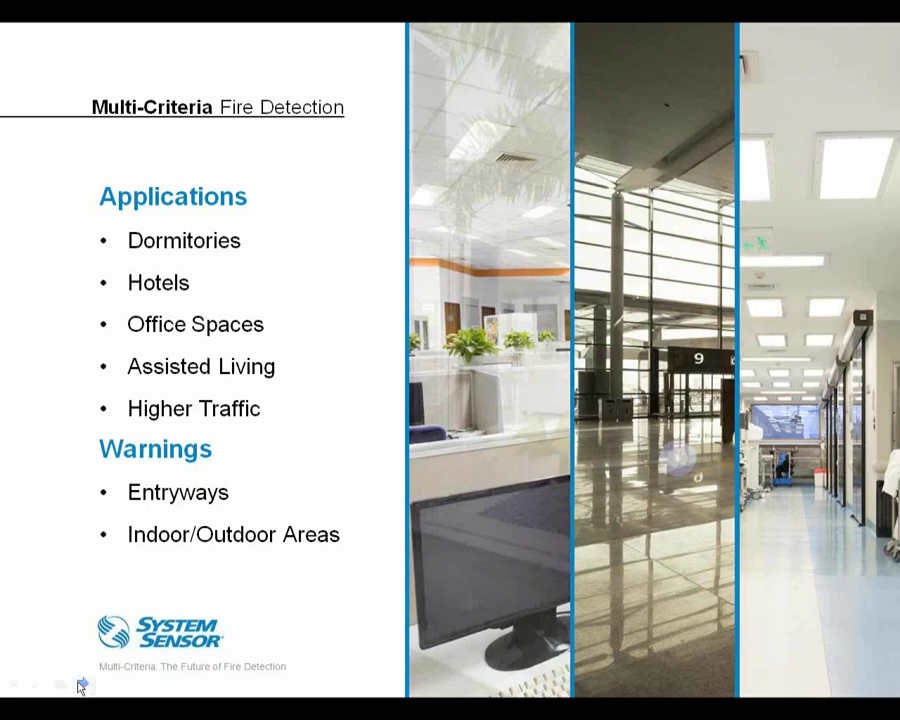 Multi-Criteria Fire Detection
Applications
• Dormitories
• Hotels
• Office Spaces
• Assisted Living
• Higher Traffic
Warnings
• Entryways
• Indoor/Outdoor Areas
SYSTEM
SENSOR
Multi-Criteria: The Future of Fire Detection
9